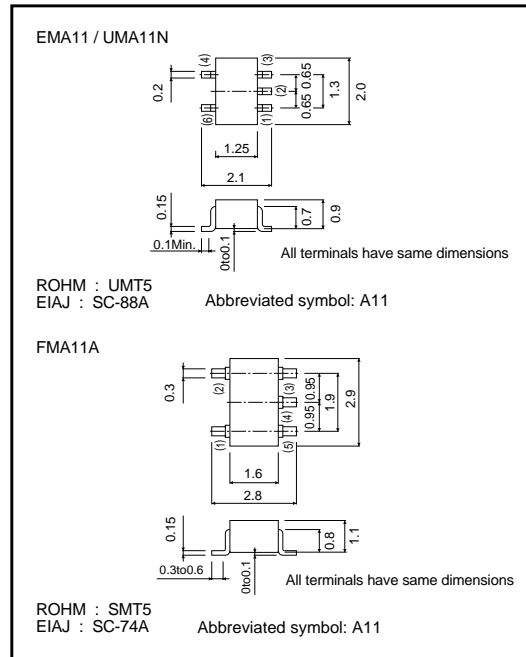 EMA11 / UMA11N
(4)
(3)
0.2
(2)
0.65
0.65
1.3
2.0
(6)
(1)
1.25
2.1
0.15
0.7
0.9
0.1Min.
0to0.1
All terminals have same dimensions
ROHM : UMT5
EIAJ : SC-88A
Abbreviated symbol: A11
FMA11A
0.3
(2)
(3)
0.95
0.95
1.9
2.9
(4)
(1)
(5)
1.6
2.8
0.15
0.8
1.1
0.3to0.6
0to0.1
All terminals have same dimensions
ROHM : SMT5
EIAJ : SC-74A
Abbreviated symbol: A11